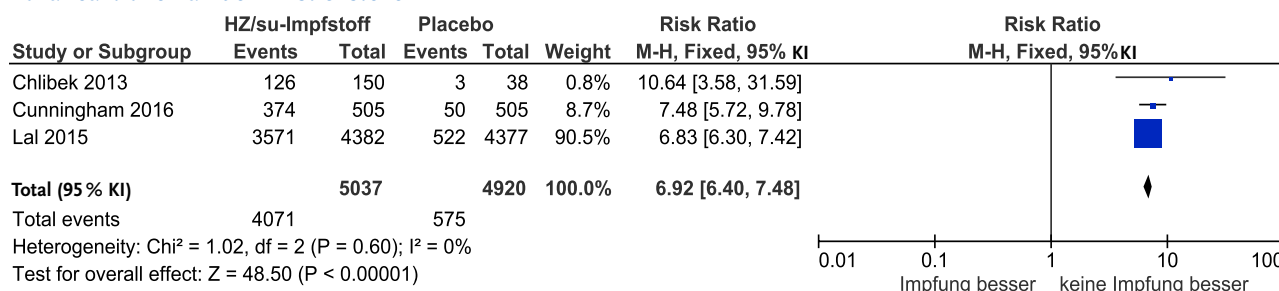 HZ/su-Impfstoff Placebo Risk Ratio Risk Ratio
Study or Subgroup Events Total Events Total Weight M-H, Fixed, 95% KI M-H, Fixed, 95% KI
Chlibek 2013 126 150 3 38 0.8% 10.64 [3.58, 31.59]
Cunningham 2016 374 505 50 505 8.7% 7.48 [5.72, 9.78]
Lal 2015 3571 4382 522 4377 90.5% 6.83 [6.30, 7.42]
Total (95 % KI) 5037 4920 100.0% 6.92 [6.40, 7.48]
Total events 4071 575
Heterogeneity: Chi² = 1.02, df = 2 (P = 0.60); I² = 0%
Test for overall effect: Z = 48.50 (P < 0.00001)
0.01 0.1 1 10 100
Impfung besser keine Impfung besser